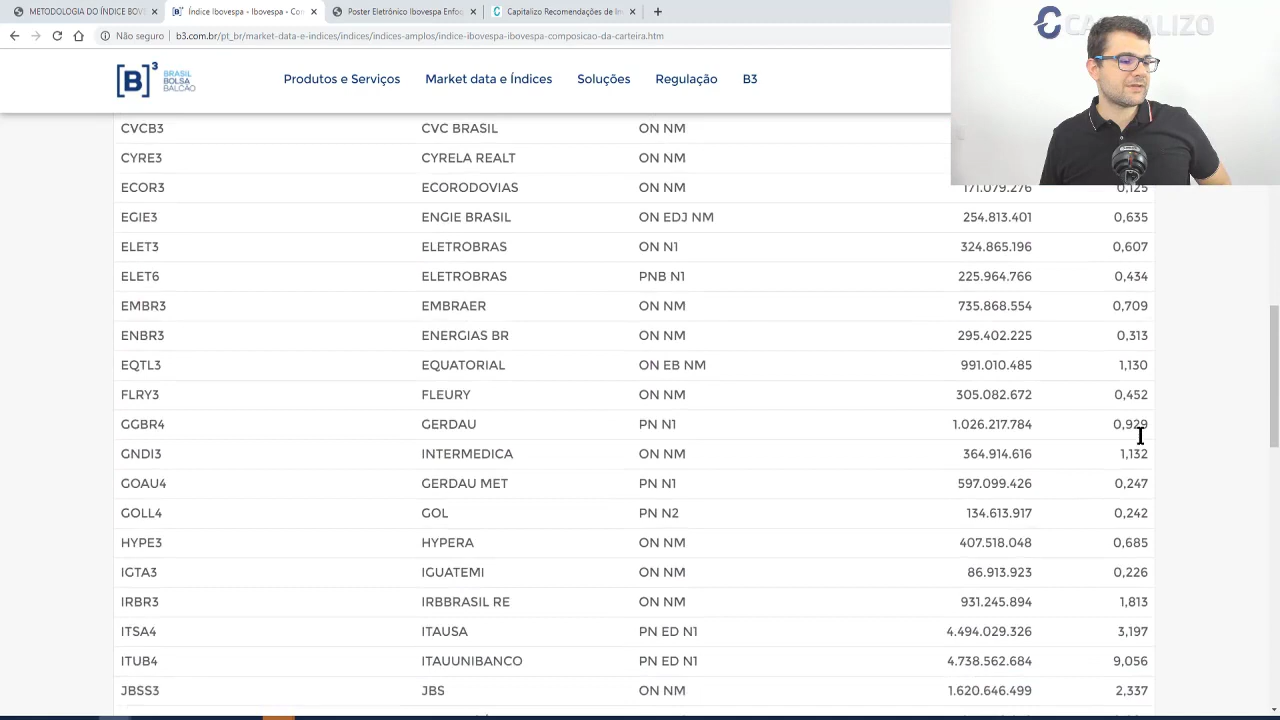 METODOLOGIA DO ÍNDICE BOVE
Índice Ibovespa - Ibovespa - Com
Poster Eletrônico Ibovespa Enfoq
Capitalizo Recomendações de In
Não seguro | b3.com.br/pt_br/market-data-e-indices/indices/indices-amplos/indice-ibovespa-ibovespa-composicao-da-carteira.htm
CAPITALIZO
[B]3 BRASIL
BOLSA
BALCÃO
Produtos e Serviços Market data e Índices Soluções Regulação B3
CVCB3 CVC BRASIL ON NM
CYRE3 CYRELA REALT ON NM
ECOR3 ECORODOVIAS ON NM 171.079.276 0,125
EGIE3 ENGIE BRASIL ON EDJ NM 254.813.401 0,635
ELET3 ELETROBRAS ON N1 324.865.196 0,607
ELET6 ELETROBRAS PNB N1 225.964.766 0,434
EMBR3 EMBRAER ON NM 735.868.554 0,709
ENBR3 ENERGIAS BR ON NM 295.402.225 0,313
EQTL3 EQUATORIAL ON EB NM 991.010.485 1,130
FLRY3 FLEURY ON NM 305.082.672 0,452
GGBR4 GERDAU PN N1 1.026.217.784 0,929
GNDI3 INTERMEDICA ON NM 364.914.616 1,132
GOAU4 GERDAU MET PN N1 597.099.426 0,247
GOLL4 GOL PN N2 134.613.917 0,242
HYPE3 HYPERA ON NM 407.518.048 0,685
IGTA3 IGUATEMI ON NM 86.913.923 0,226
IRBR3 IRBBRASIL RE ON NM 931.245.894 1,813
ITSA4 ITAUSA PN ED N1 4.494.029.326 3,197
ITUB4 ITAUUNIBANCO PN ED N1 4.738.562.684 9,056
JBSS3 JBS ON NM 1.620.646.499 2,337